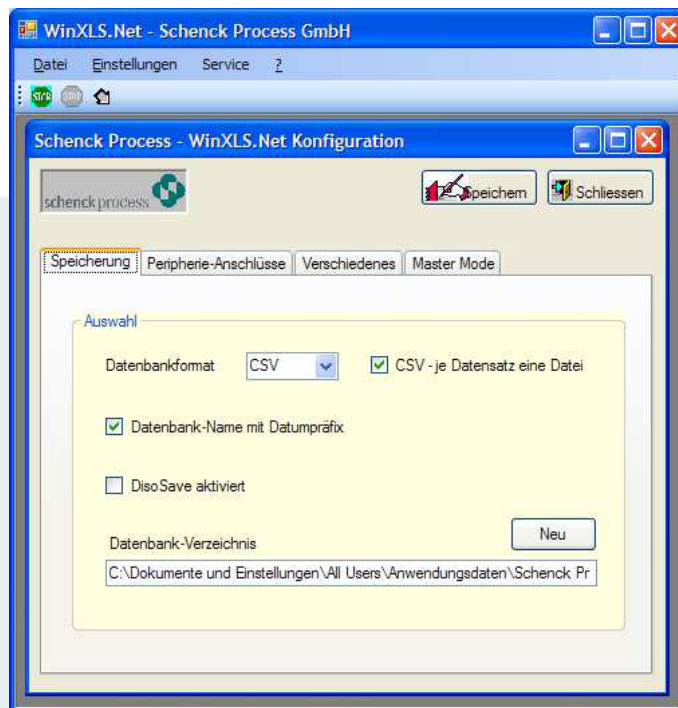 WinXLS.Net - Schenck Process GmbH
Datei Einstellungen Service ?
STAR STOP
Schenck Process - WinXLS.Net Konfiguration
schenck process Speichern Schliessen
Speicherung Peripherie-Anschlüsse Verschiedenes Master Mode
Auswahl
Datenbankformat CSV CSV - je Datensatz eine Datei
Datenbank-Name mit Datumpräfix
DisoSave aktiviert
Neu
Datenbank-Verzeichnis
C:\Dokumente und Einstellungen\All Users\Anwendungsdaten\Schenck Pr